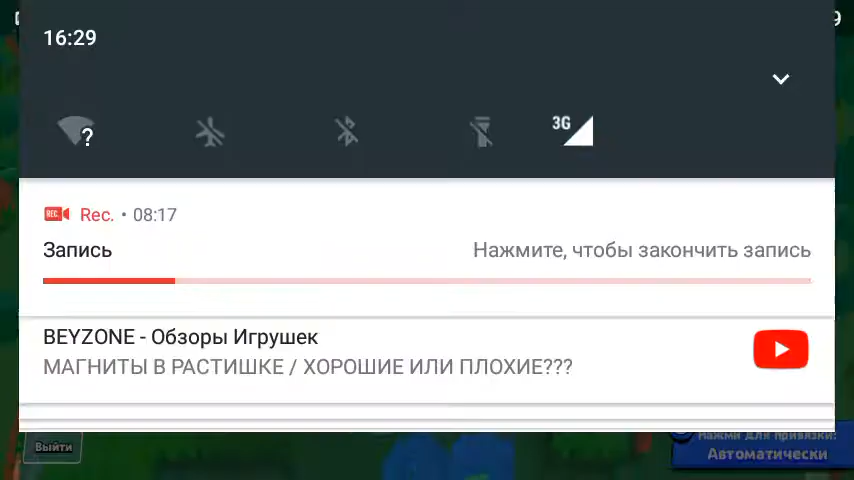 16:29
?
3G
REC Rec. • 08:17
Запись
Нажмите, чтобы закончить запись
BEYZONE - Обзоры Игрушек
МАГНИТЫ В РАСТИШКЕ / ХОРОШИЕ ИЛИ ПЛОХИЕ???
Выйти
Нажми для привязки:
Автоматически